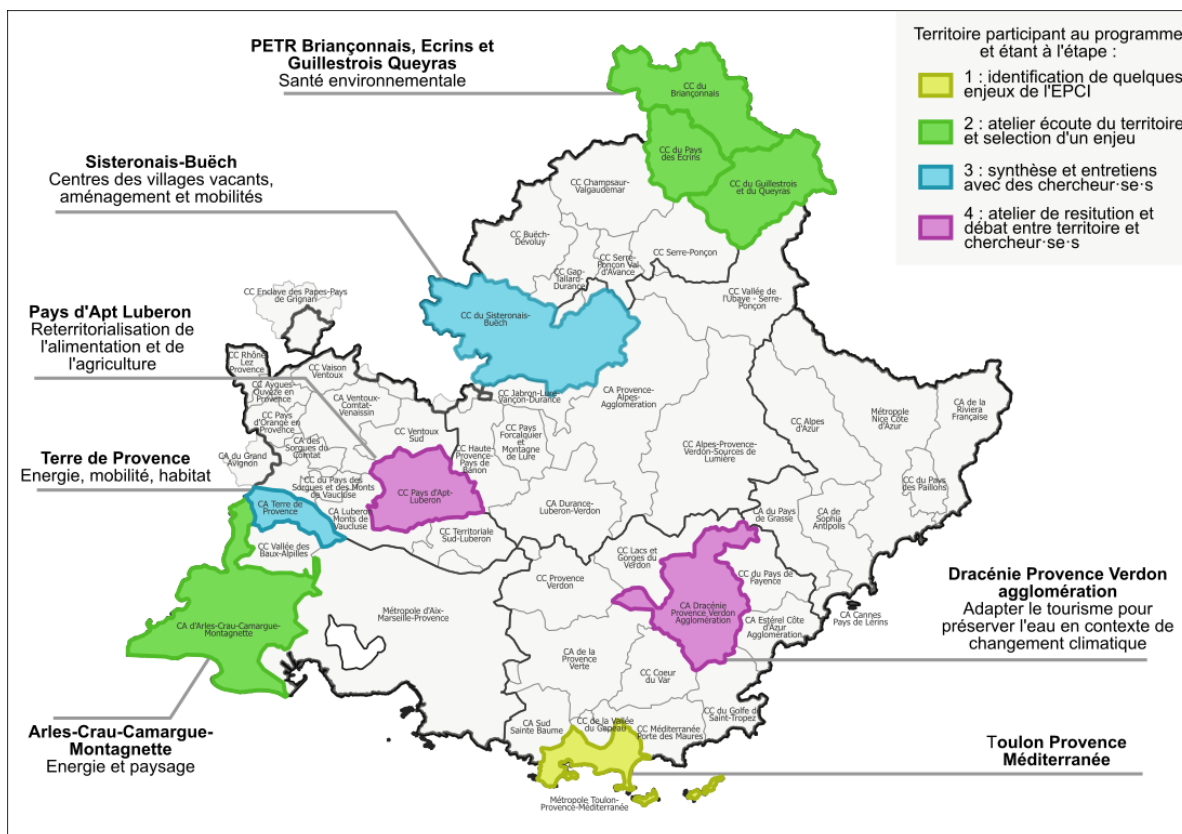 PETR Briançonnais, Ecrins et
Guillestrois Queyras
Santé environnementale
Sisteronais-Buëch
Centres des villages vacants,
aménagement et mobilités
Pays d'Apt Luberon
Reterritorialisation de
l'alimentation et de
l'agriculture
Terre de Provence
Energie, mobilité, habitat
Arles-Crau-Camargue-
Montagnette
Energie et paysage
Territoire participant au programme
et étant à l'étape :
1 : identification de quelques
enjeux de l'EPCI
2 : atelier écoute du territoire
et selection d'un enjeu
3 : synthèse et entretiens
avec des chercheur·se·s
4 : atelier de resitution et
débat entre territoire et
chercheur·se·s
Dracénie Provence Verdon
agglomération
Adapter le tourisme pour
préserver l'eau en contexte de
changement climatique
Toulon Provence
Méditerranée
CC du
Briançonnais
CC du Pays
des Ecrins
CC du Guillestrois
et du Queyras
CC Champsaur-
Valgaudemar
CC Buëch-
Dévoluy
CC Serre-Ponçon
CC Serre-
Ponçon Val
d'Avance
CC Gap-
Tallard-
Durance
CC Vallée de
l'Ubaye - Serre-
Ponçon
CC du Sisteronais-
Buëch
CC Enclave des Papes-Pays
de Grignan
CC Rhône
Lez
Provence
CC Vaison
Ventoux
CC Aygues-
Ouvèze en
Provence
CA Ventoux-
Comtat-
Venaissin
CC Pays
d'Orange en
Provence
CC Ventoux
Sud
CA des
Sorgues du
Comtat
CA du Grand
Avignon
CC du Pays des
Sorgues et des Monts
de Vaucluse
CC Jabron-Lure-
Vançon-Durance
CC Pays
Forcalquier et
Montagne de
Lure
CC Haute-
Provence-
Pays de
Banon
CA Provence-
Alpes-
Agglomération
CC Alpes-Provence-
Verdon-Sources de
Lumière
CC Alpes
d'Azur
Métropole
Nice Côte
d'Azur
CA de la
Riviera
Française
CC du Pays
des Paillons
CC Pays d'Apt-
Luberon
CA Terre de
Provence
CA Luberon
Monts de
Vaucluse
CC Territoriale
Sud-Luberon
CA Durance-
Luberon-Verdon
CA du Pays
de Grasse
CA de
Sophia
Antipolis
CC Vallée des
Baux-Alpilles
CC Lacs et
Gorges du
Verdon
CC du Pays de
Fayence
CC Provence
Verdon
CA Dracénie
Provence Verdon
Agglomération
CA Estérel Côte
d'Azur
Agglomération
CA Cannes
Pays de Lérins
Métropole d'Aix-
Marseille-Provence
CA d'Arles-Crau-Camargue-
Montagnette
CA de la
Provence
Verte
CC Coeur
du Var
CC du Golfe de
Saint-Tropez
CA Sud
Sainte Baume
CC de la Vallée
du Gapeau
CC Méditerranée
Porte des Maures
Métropole Toulon-
Provence-Méditerranée